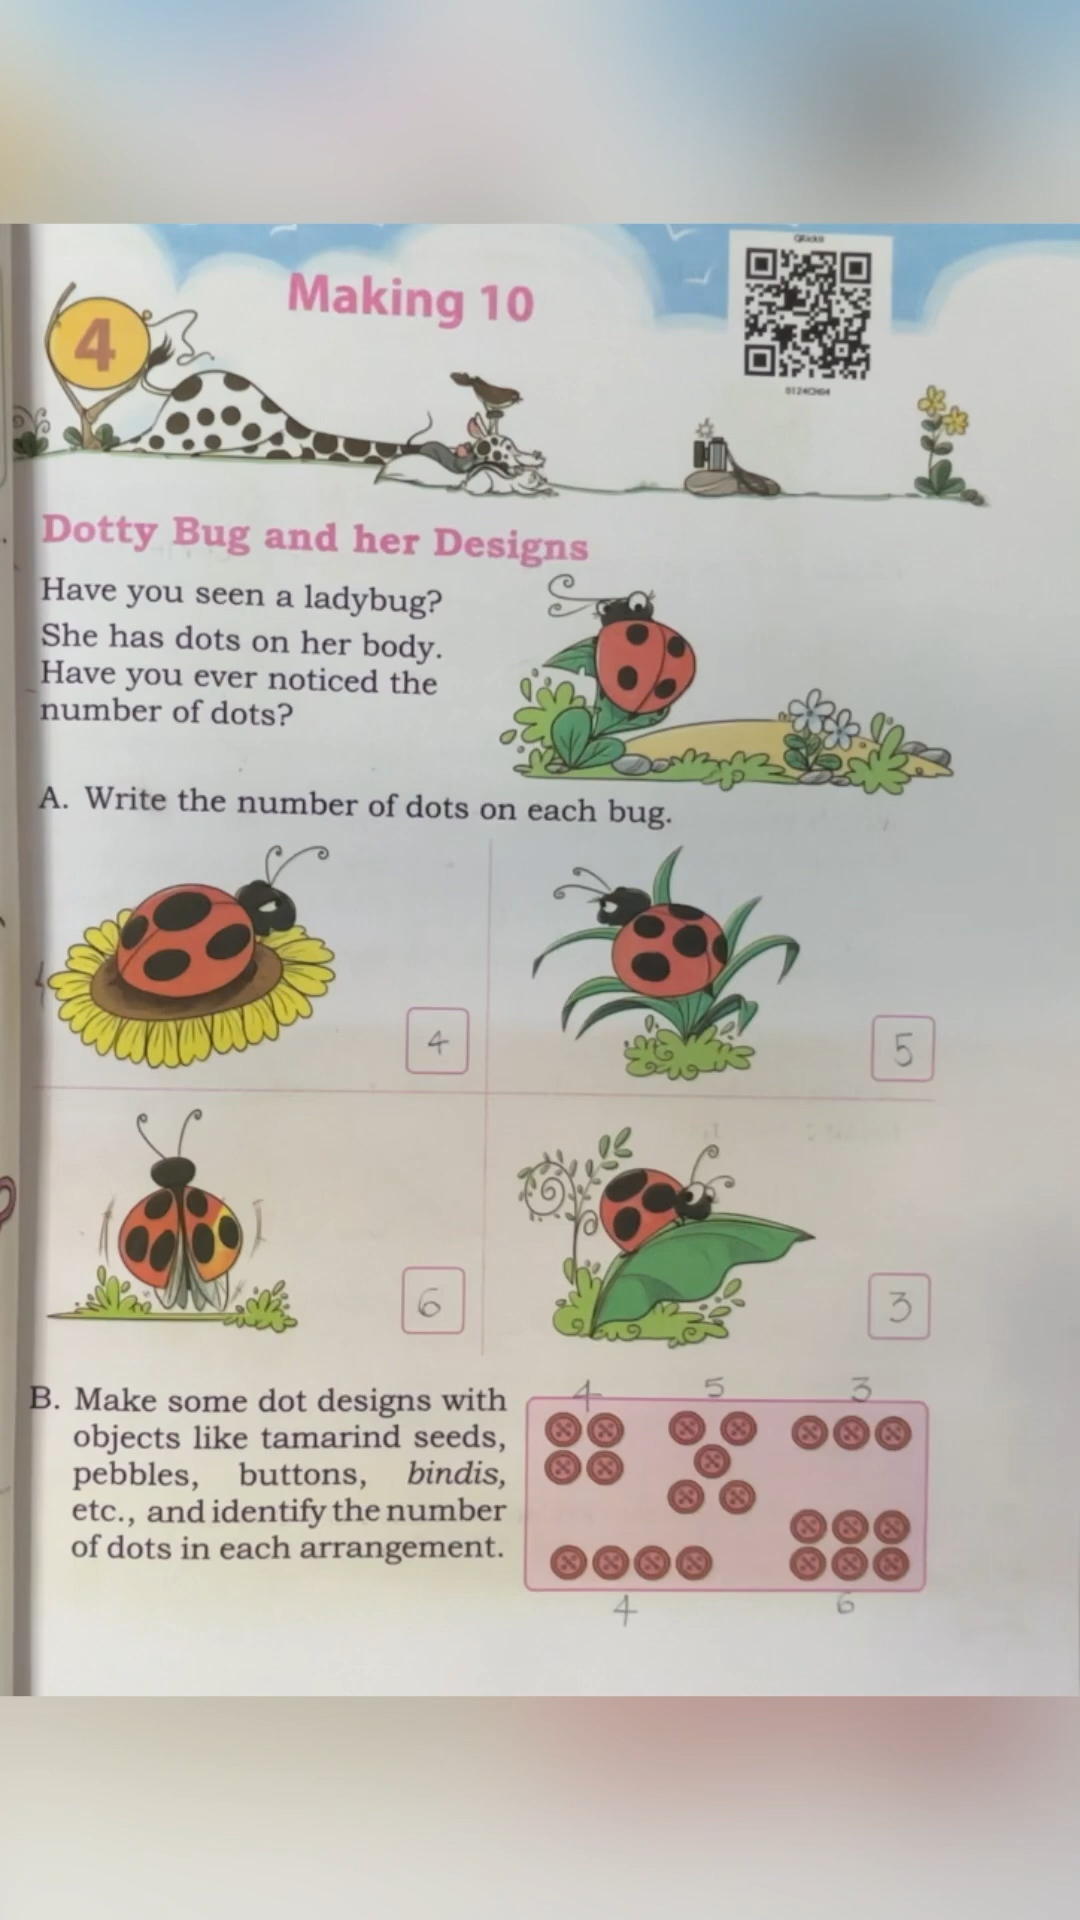 Making 10
4
0124CH04
Dotty Bug and her Designs
Have you seen a ladybug?
She has dots on her body.
Have you ever noticed the
number of dots?
A. Write the number of dots on each bug.
4
5
6
3
B. Make some dot designs with
objects like tamarind seeds,
pebbles, buttons, bindis,
etc., and identify the number
of dots in each arrangement.
4 5 3
4 6